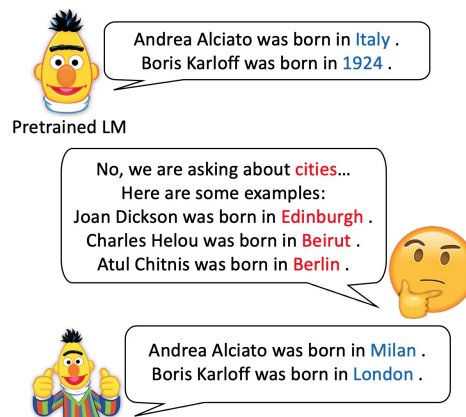 Andrea Alciato was born in Italy .
Boris Karloff was born in 1924 .
Pretrained LM
No, we are asking about cities...
Here are some examples:
Joan Dickson was born in Edinburgh .
Charles Helou was born in Beirut .
Atul Chitnis was born in Berlin .
Andrea Alciato was born in Milan .
Boris Karloff was born in London .